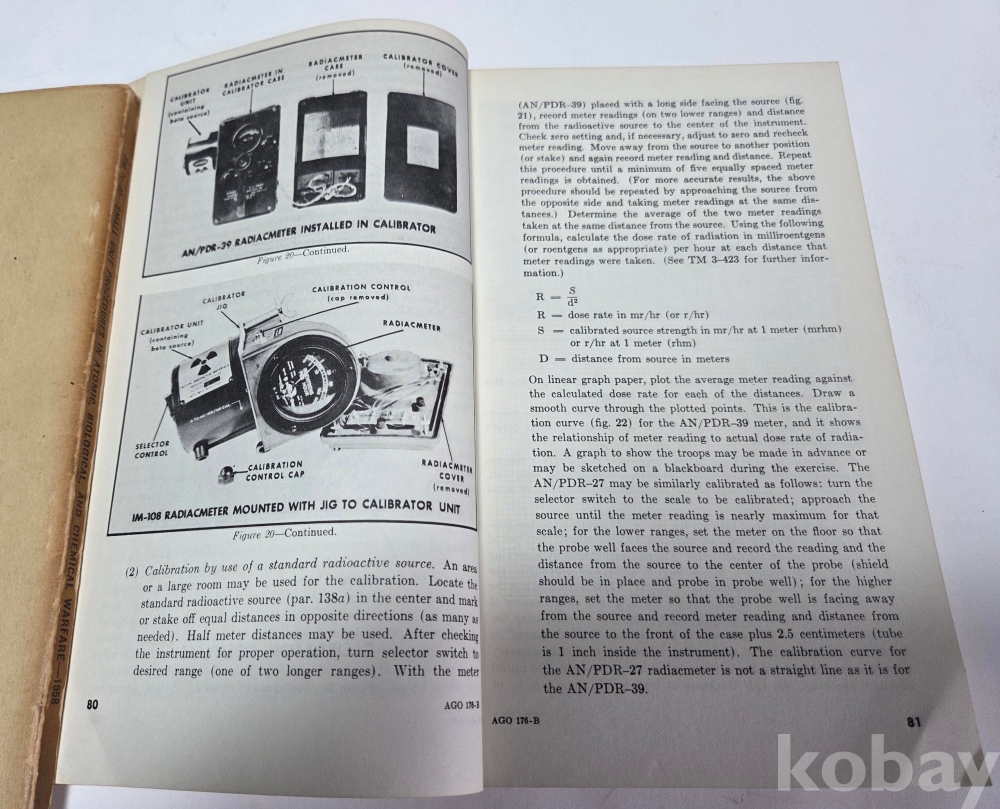 SMALL UNIT PROCEDURES IN ATOMIC, BIOLOGICAL AND CHEMICAL WARFARE—1958
CALIBRATOR
UNIT
(containing
beta source)
RADIACMETER IN
CALIBRATOR CASE
RADIACMETER
CASE
(removed)
CALIBRATOR COVER
(removed)
AN/PDR-39 RADIACMETER INSTALLED IN CALIBRATOR
Figure 20—Continued.
CALIBRATOR
JIG
CALIBRATION CONTROL
(cap removed)
CALIBRATOR UNIT
(containing
beta source)
RADIACMETER
SELECTOR
CONTROL
CALIBRATION
CONTROL CAP
RADIACMETER
COVER
(removed)
IM-108 RADIACMETER MOUNTED WITH JIG TO CALIBRATOR UNIT
Figure 20—Continued.
(2) Calibration by use of a standard radioactive source. An area
or a large room may be used for the calibration. Locate the
standard radioactive source (par. 138a) in the center and mark
or stake off equal distances in opposite directions (as many as
needed). Half meter distances may be used. After checking
the instrument for proper operation, turn selector switch to
desired range (one of two longer ranges). With the meter
80
AGO 176-B
(AN/PDR–39) placed with a long side facing the source (fig.
21), record meter readings (on two lower ranges) and distance
from the radioactive source to the center of the instrument.
Check zero setting and, if necessary, adjust to zero and recheck
meter reading. Move away from the source to another position
(or stake) and again record meter reading and distance. Repeat
this procedure until a minimum of five equally spaced meter
readings is obtained. (For more accurate results, the above
procedure should be repeated by approaching the source from
the opposite side and taking meter readings at the same dis-
tances.) Determine the average of the two meter readings
taken at the same distance from the source. Using the following
formula, calculate the dose rate of radiation in milliroentgens
(or roentgens as appropriate) per hour at each distance that
meter readings were taken. (See TM 3–423 for further infor-
mation.)
R = S/d²
R = dose rate in mr/hr (or r/hr)
S = calibrated source strength in mr/hr at 1 meter (mrhm)
or r/hr at 1 meter (rhm)
D = distance from source in meters
On linear graph paper, plot the average meter reading against
the calculated dose rate for each of the distances. Draw a
smooth curve through the plotted points. This is the calibra-
tion curve (fig. 22) for the AN/PDR–39 meter, and it shows
the relationship of meter reading to actual dose rate of radia-
tion. A graph to show the troops may be made in advance or
may be sketched on a blackboard during the exercise. The
AN/PDR–27 may be similarly calibrated as follows: turn the
selector switch to the scale to be calibrated; approach the
source until the meter reading is nearly maximum for that
scale; for the lower ranges, set the meter on the floor so that
the probe well faces the source and record the reading and the
distance from the source to the center of the probe (shield
should be in place and probe in probe well); for the higher
ranges, set the meter so that the probe well is facing away
from the source and record meter reading and distance from
the source to the front of the case plus 2.5 centimeters (tube
is 1 inch inside the instrument). The calibration curve for
the AN/PDR–27 radiacmeter is not a straight line as it is for
the AN/PDR–39.
AGO 176-B
81
kobay